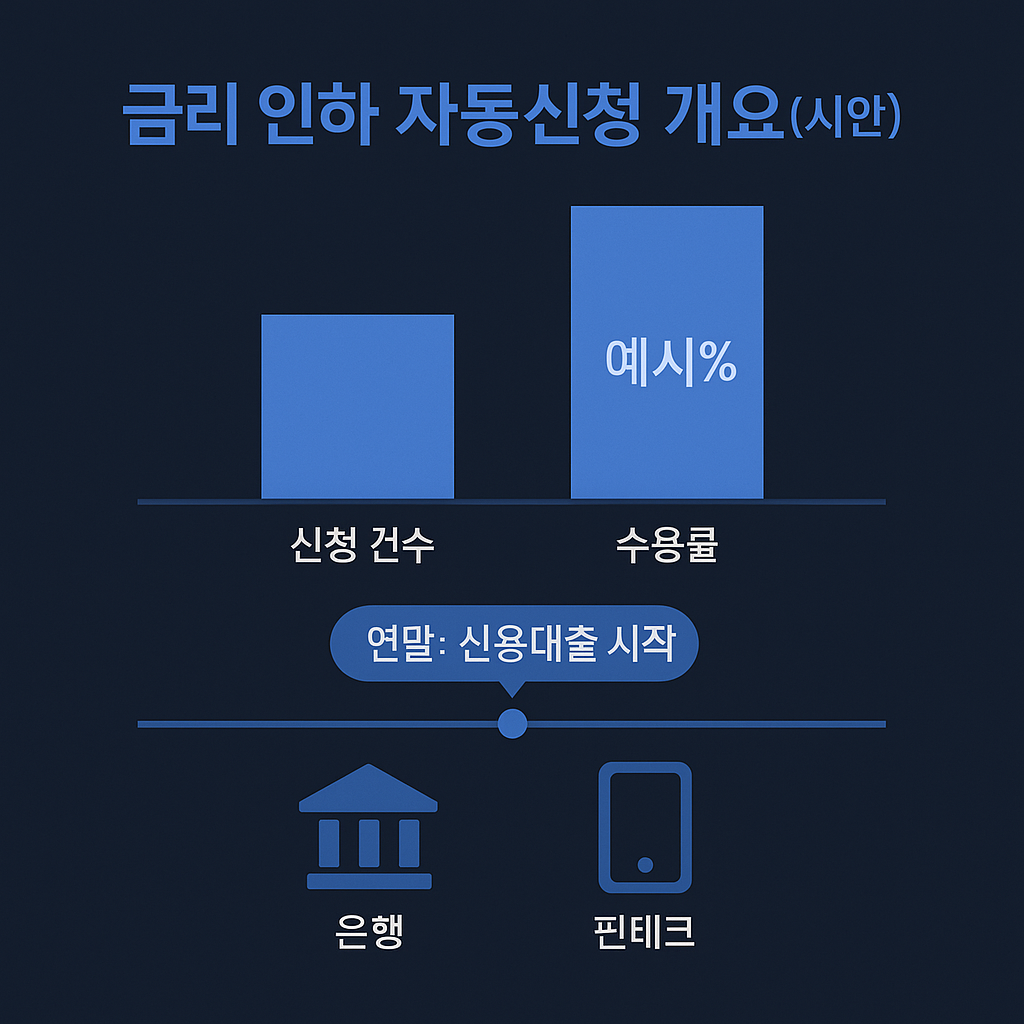 금리 인하 자동신청 개요(시안)
예시%
신청 건수
수용률
연말: 신용대출 시작
은행
핀테크